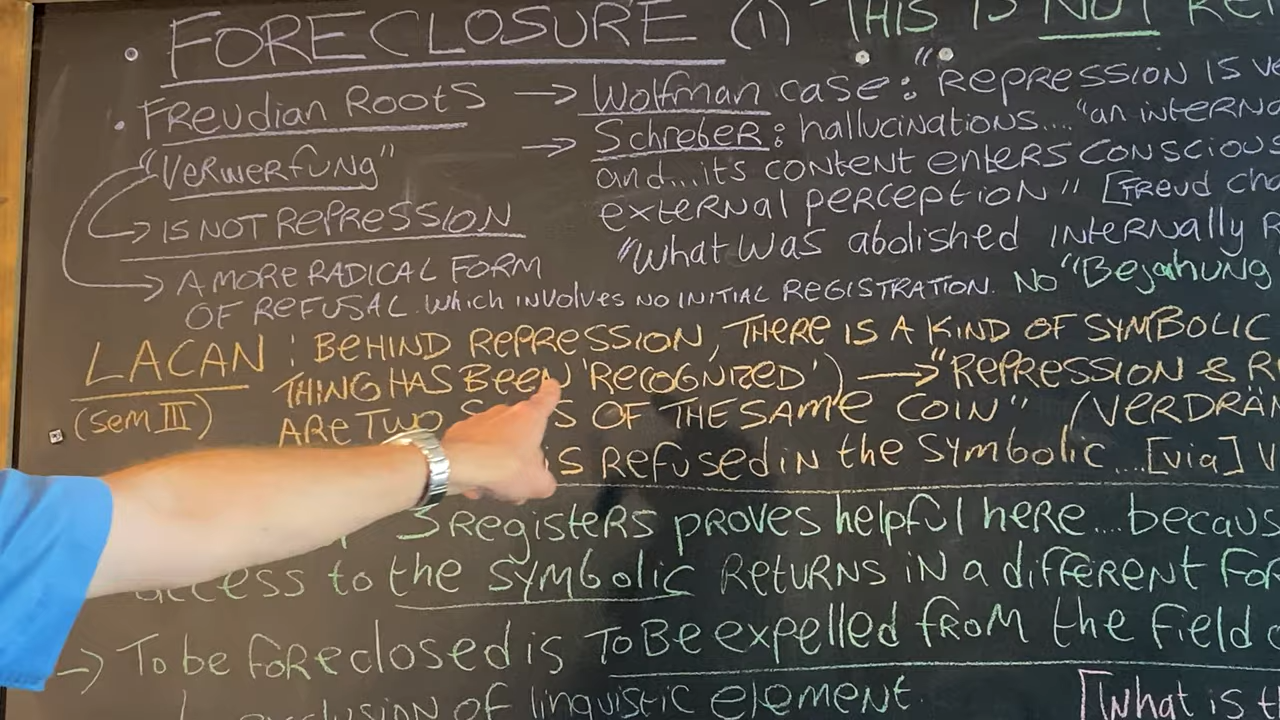 • FORECLOSURE (1) THIS IS NOT
• FREUDIAN ROOTS → Wolfman case: "REPRESSION IS
"VERWERFUNG" → Schreber: hallucinations.... "an INTERNA
and...its CONTENT ENTERS CONSCIOUS
→ IS NOT REPRESSION external perception" [Freud
→ A MORE RADICAL FORM "What was abolished INTERNALLY
OF REFUSAL. which INVOLVES NO INITIAL REGISTRATION. NO "Bejahung
LACAN: BEHIND REPRESSION, THERE IS A KIND OF SYMBOLIC
(Sem III) THING HAS BEEN 'RECOGNIZED') → "REPRESSION &
ARE TWO OF THE SAME COIN" (VERDRÄN
is REFUSED in the Symbolic....[via]
3 REGISTERS PROVES helpful here...becaus
to the SYMBOLIC RETURNS IN a different
→ To be foreclosed is TO BE expelled from the field
of linguistic element. [What is